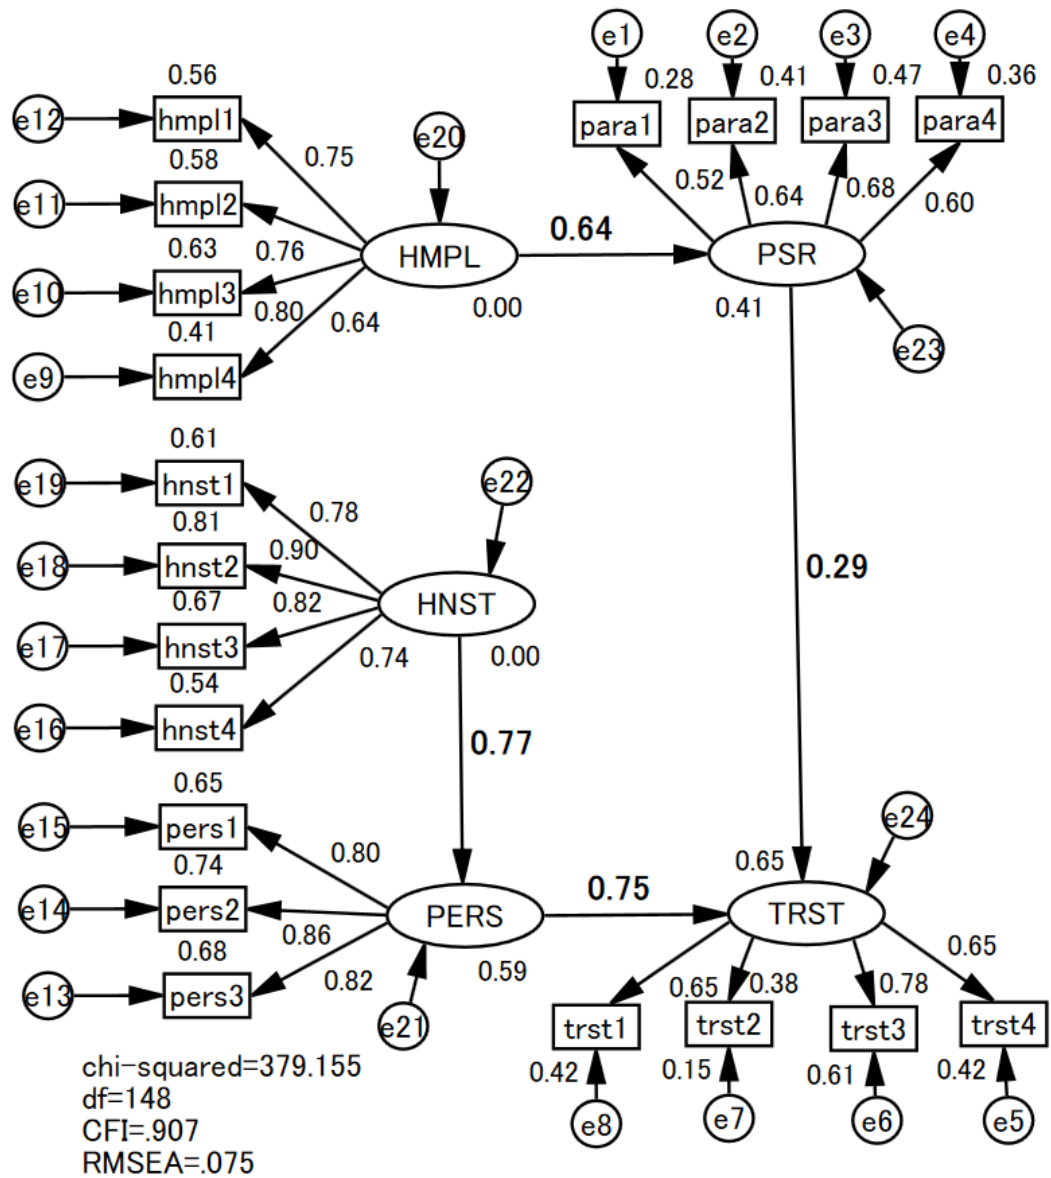 e1 e2 e3 e4
0.56 0.28 0.41 0.47 0.36
e12 hmpl1 e20 para1 para2 para3 para4
0.58 0.75 0.52 0.64 0.68 0.60
e11 hmpl2
0.63 0.76 HMPL 0.64 PSR
e10 hmpl3
0.41 0.80 0.64 0.00 0.41
e9 hmpl4 e23
0.61
e19 hnst1 e22
0.81 0.78
e18 hnst2 0.90 0.29
0.67 0.82 HNST
e17 hnst3 0.74 0.00
0.54
e16 hnst4 0.77
0.65
e15 pers1 e24
0.74 0.80 0.65
e14 pers2 PERS 0.75 TRST
0.68 0.86 0.65
e13 pers3 0.82 0.59 0.65 0.38 0.78
e21 trst1 trst2 trst3 trst4
0.42 0.15 0.61 0.42
e8 e7 e6 e5
chi-squared=379.155
df=148
CFI=.907
RMSEA=.075